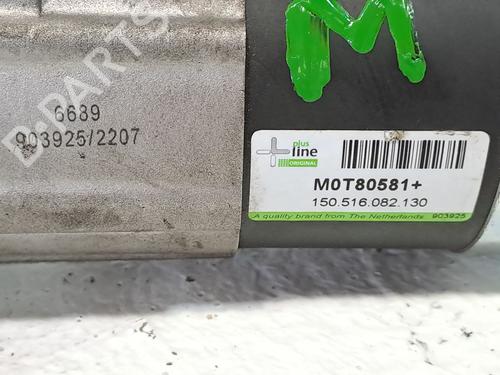 M
6689
903925/2207
plus
line
ORIGINAL
M0T80581+
150.516.082.130
A quality brand from The Netherlands 903925
B-PARTS